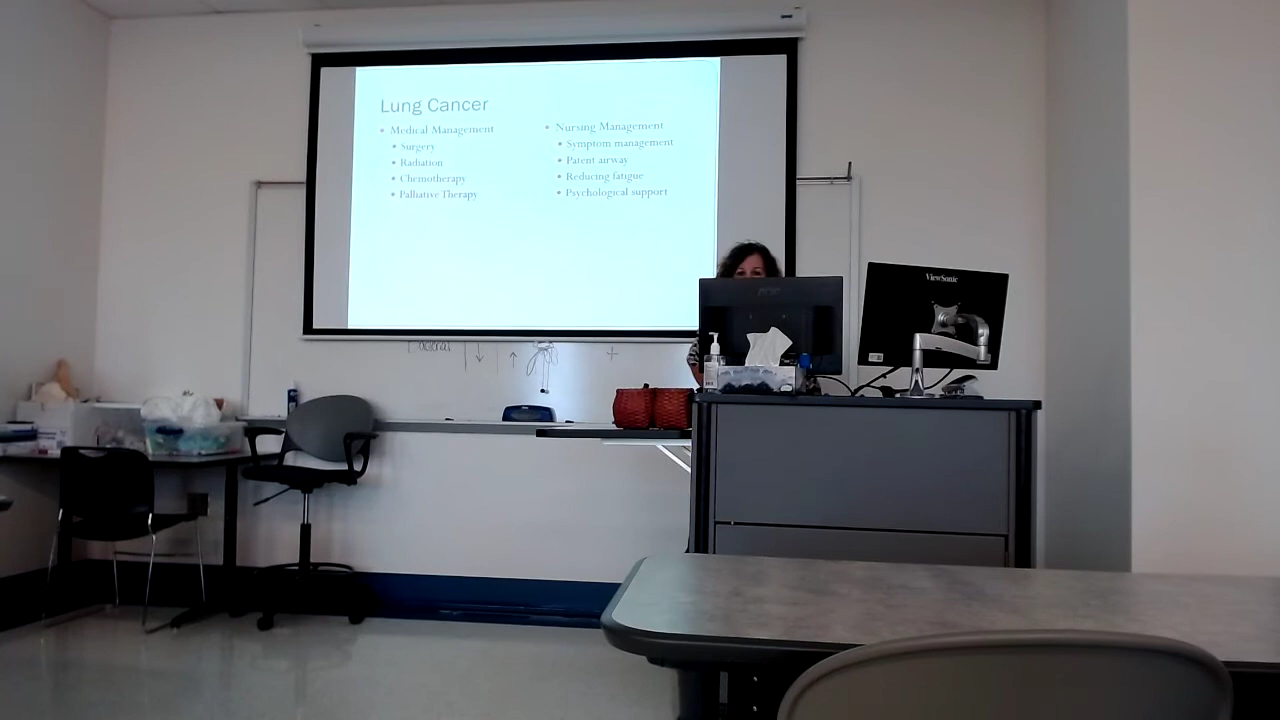 Lung Cancer
• Medical Management
• Surgery
• Radiation
• Chemotherapy
• Palliative Therapy
• Nursing Management
• Symptom management
• Patent airway
• Reducing fatigue
• Psychological support
ViewSonic